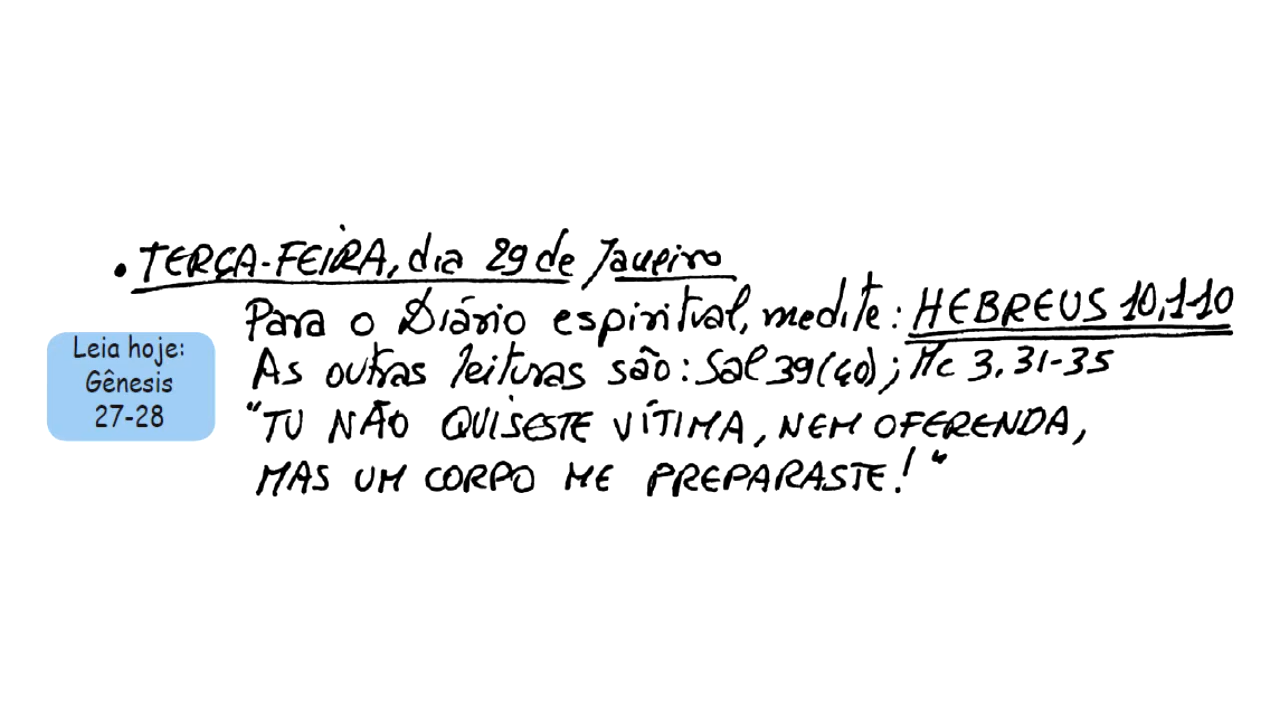 • TERÇA-FEIRA, dia 29 de Janeiro
Para o Diário espiritual, medite: HEBREUS 10,1-10
As outras leituras são: Sal 39(40); Mc 3,31-35
"TU NÃO QUISESTE VÍTIMA, NEM OFERENDA,
MAS UM CORPO ME PREPARASTE!"
Leia hoje:
Gênesis
27-28